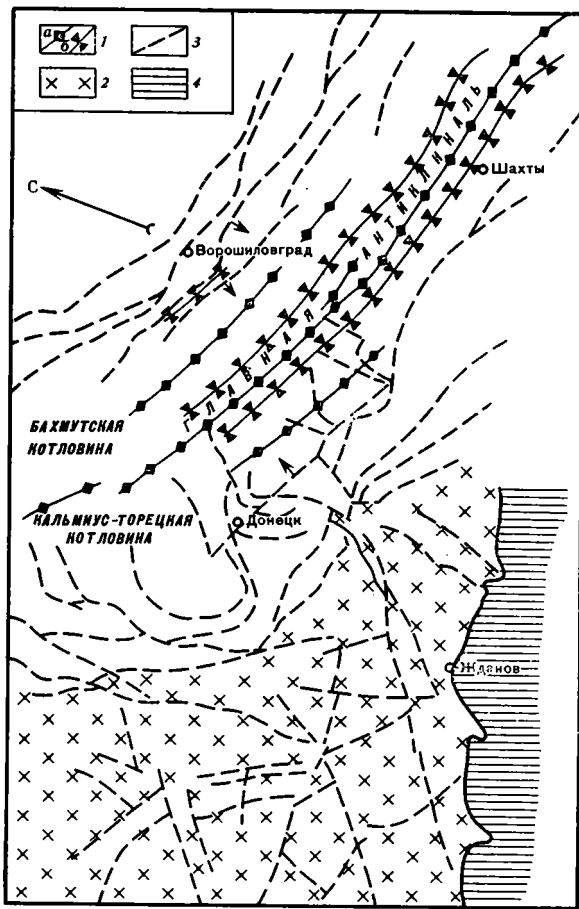 а
б
1
3
2
4
С
ГЛАВНАЯ АНТИКЛИНАЛЬ
Шахты
Ворошиловград
БАХМУТСКАЯ
КОТЛОВИНА
КАЛЬМИУС-ТОРЕЦКАЯ
КОТЛОВИНА
Донецк
Жданов